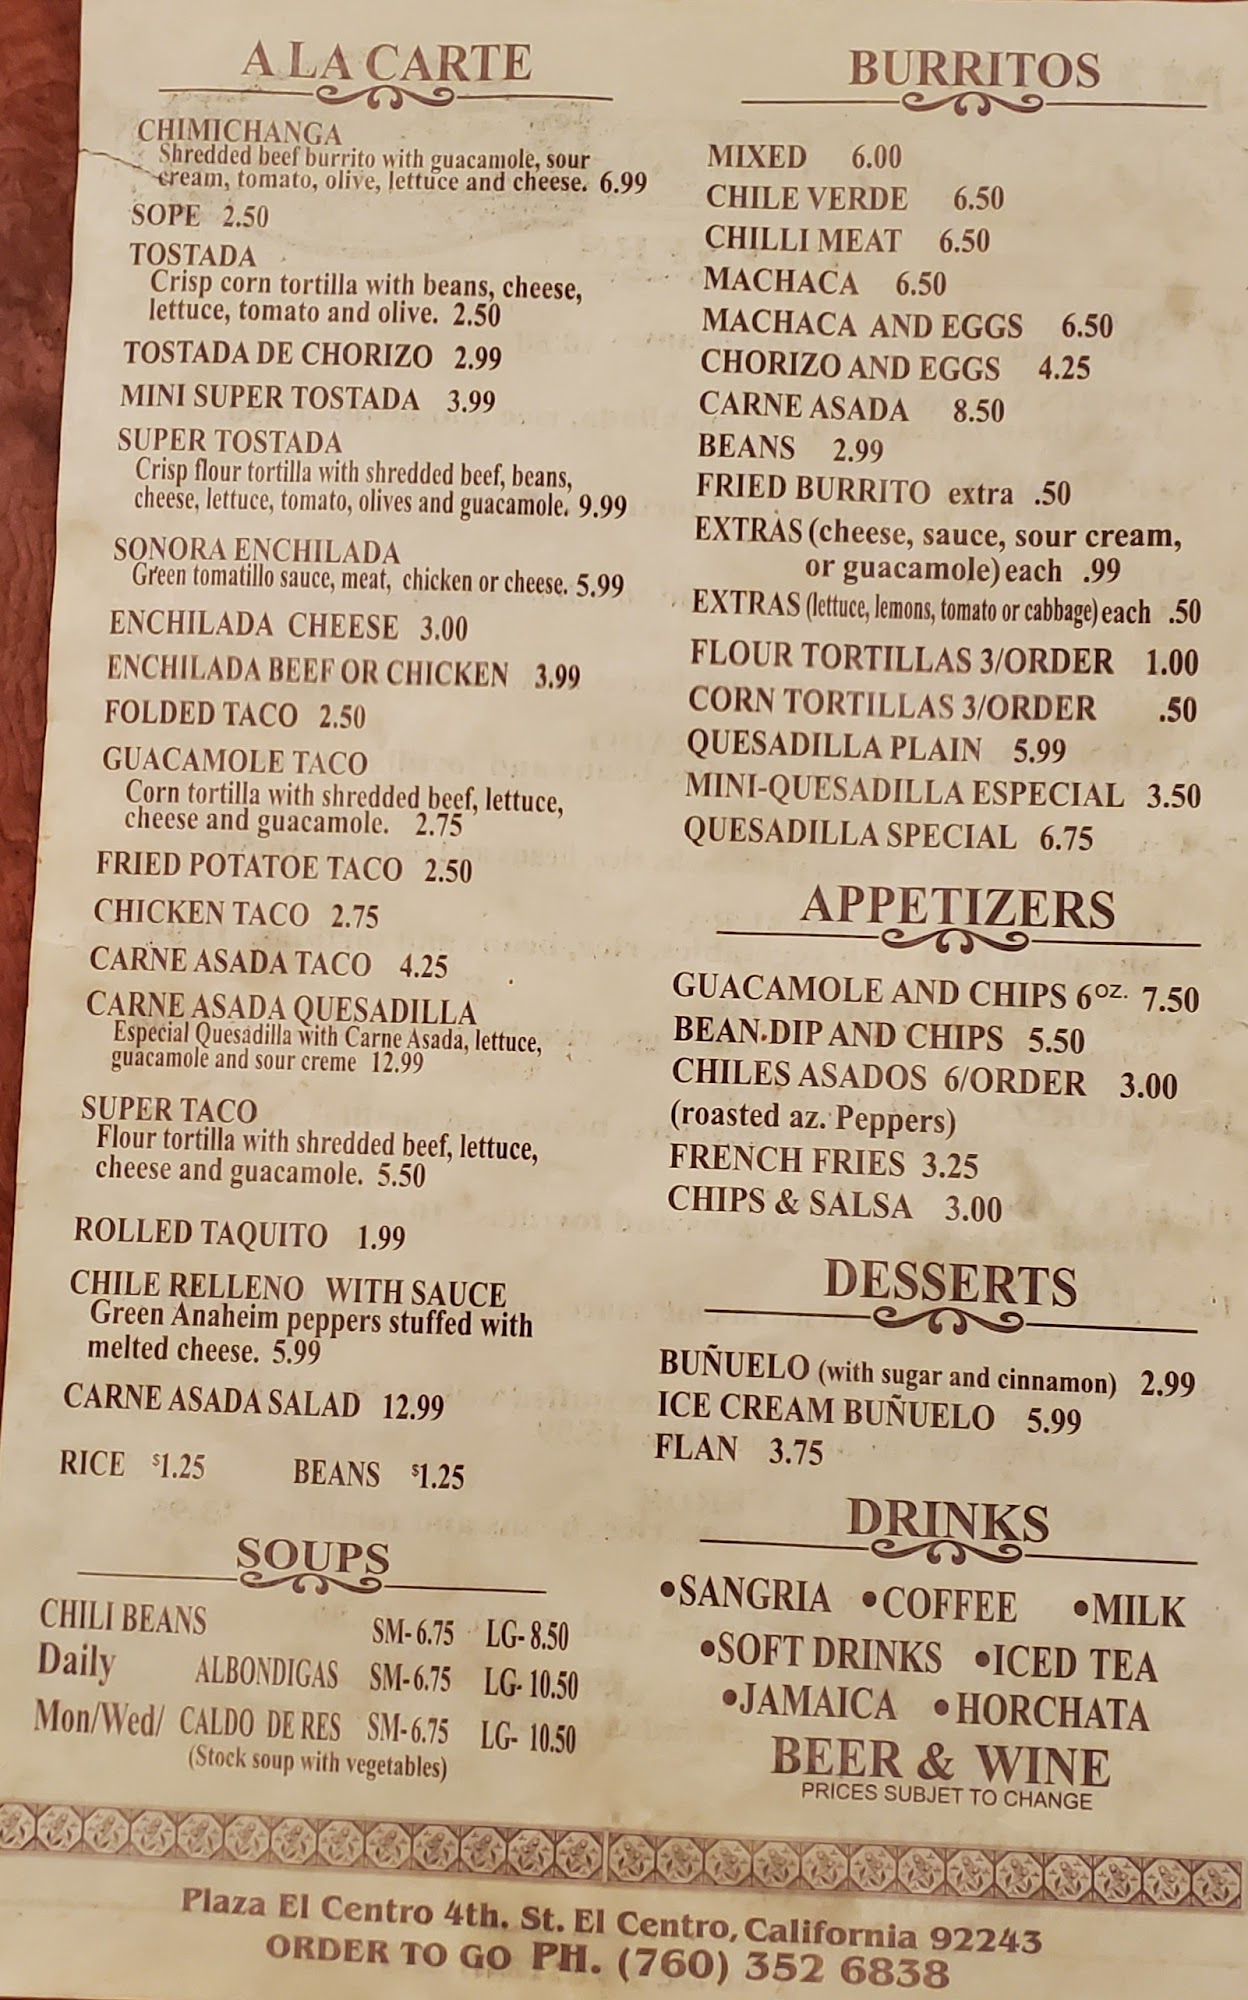 A LA CARTE
CHIMICHANGA
Shredded beef burrito with guacamole, sour
cream, tomato, olive, lettuce and cheese. 6.99
SOPE 2.50
TOSTADA
Crisp corn tortilla with beans, cheese,
lettuce, tomato and olive. 2.50
TOSTADA DE CHORIZO 2.99
MINI SUPER TOSTADA 3.99
SUPER TOSTADA
Crisp flour tortilla with shredded beef, beans,
cheese, lettuce, tomato, olives and guacamole. 9.99
SONORA ENCHILADA
Green tomatillo sauce, meat, chicken or cheese. 5.99
ENCHILADA CHEESE 3.00
ENCHILADA BEEF OR CHICKEN 3.99
FOLDED TACO 2.50
GUACAMOLE TACO
Corn tortilla with shredded beef, lettuce,
cheese and guacamole. 2.75
FRIED POTATOE TACO 2.50
CHICKEN TACO 2.75
CARNE ASADA TACO 4.25
CARNE ASADA QUESADILLA
Especial Quesadilla with Carne Asada, lettuce,
guacamole and sour creme 12.99
SUPER TACO
Flour tortilla with shredded beef, lettuce,
cheese and guacamole. 5.50
ROLLED TAQUITO 1.99
CHILE RELLENO WITH SAUCE
Green Anaheim peppers stuffed with
melted cheese. 5.99
CARNE ASADA SALAD 12.99
RICE $1.25 BEANS $1.25
SOUPS
CHILI BEANS SM-6.75 LG-8.50
Daily ALBONDIGAS SM-6.75 LG-10.50
Mon/Wed/ CALDO DE RES SM-6.75 LG- 10.50
(Stock soup with vegetables)
BURRITOS
MIXED 6.00
CHILE VERDE 6.50
CHILLI MEAT 6.50
MACHACA 6.50
MACHACA AND EGGS 6.50
CHORIZO AND EGGS 4.25
CARNE ASADA 8.50
BEANS 2.99
FRIED BURRITO extra .50
EXTRAS (cheese, sauce, sour cream,
or guacamole) each .99
EXTRAS (lettuce, lemons, tomato or cabbage) each .50
FLOUR TORTILLAS 3/ORDER 1.00
CORN TORTILLAS 3/ORDER .50
QUESADILLA PLAIN 5.99
MINI-QUESADILLA ESPECIAL 3.50
QUESADILLA SPECIAL 6.75
APPETIZERS
GUACAMOLE AND CHIPS 6oz. 7.50
BEAN DIP AND CHIPS 5.50
CHILES ASADOS 6/ORDER 3.00
(roasted az. Peppers)
FRENCH FRIES 3.25
CHIPS & SALSA 3.00
DESSERTS
BUÑUELO (with sugar and cinnamon) 2.99
ICE CREAM BUÑUELO 5.99
FLAN 3.75
DRINKS
•SANGRIA •COFFEE •MILK
•SOFT DRINKS •ICED TEA
•JAMAICA •HORCHATA
BEER & WINE
PRICES SUBJET TO CHANGE
Plaza El Centro 4th. St. El Centro, California 92243
ORDER TO GO PH. (760) 352 6838